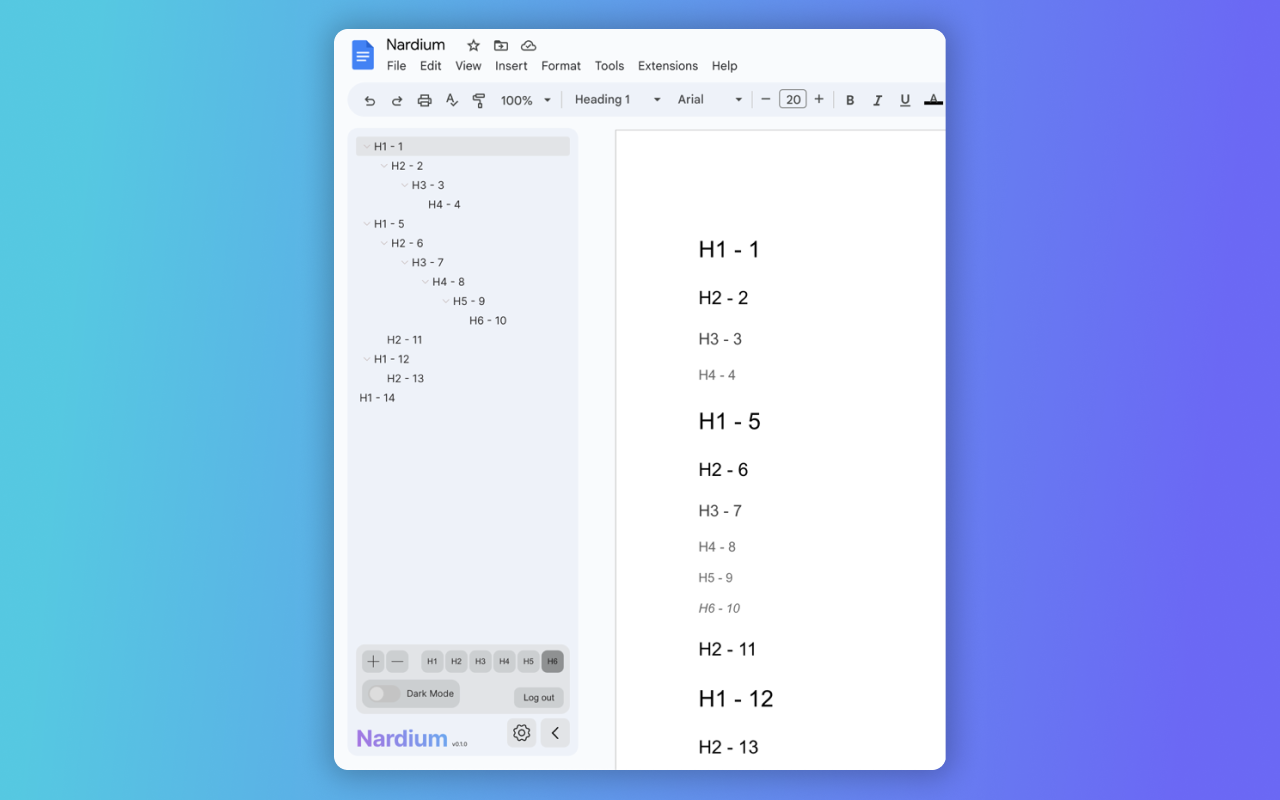 Nardium
File Edit View Insert Format Tools Extensions Help
100% Heading 1 Arial − 20 + B I U A
H1 - 1
H2 - 2
H3 - 3
H4 - 4
H1 - 5
H2 - 6
H3 - 7
H4 - 8
H5 - 9
H6 - 10
H2 - 11
H1 - 12
H2 - 13
H1 - 14
H1 H2 H3 H4 H5 H6
Dark Mode Log out
Nardium v0.1.0
H1 - 1
H2 - 2
H3 - 3
H4 - 4
H1 - 5
H2 - 6
H3 - 7
H4 - 8
H5 - 9
H6 - 10
H2 - 11
H1 - 12
H2 - 13